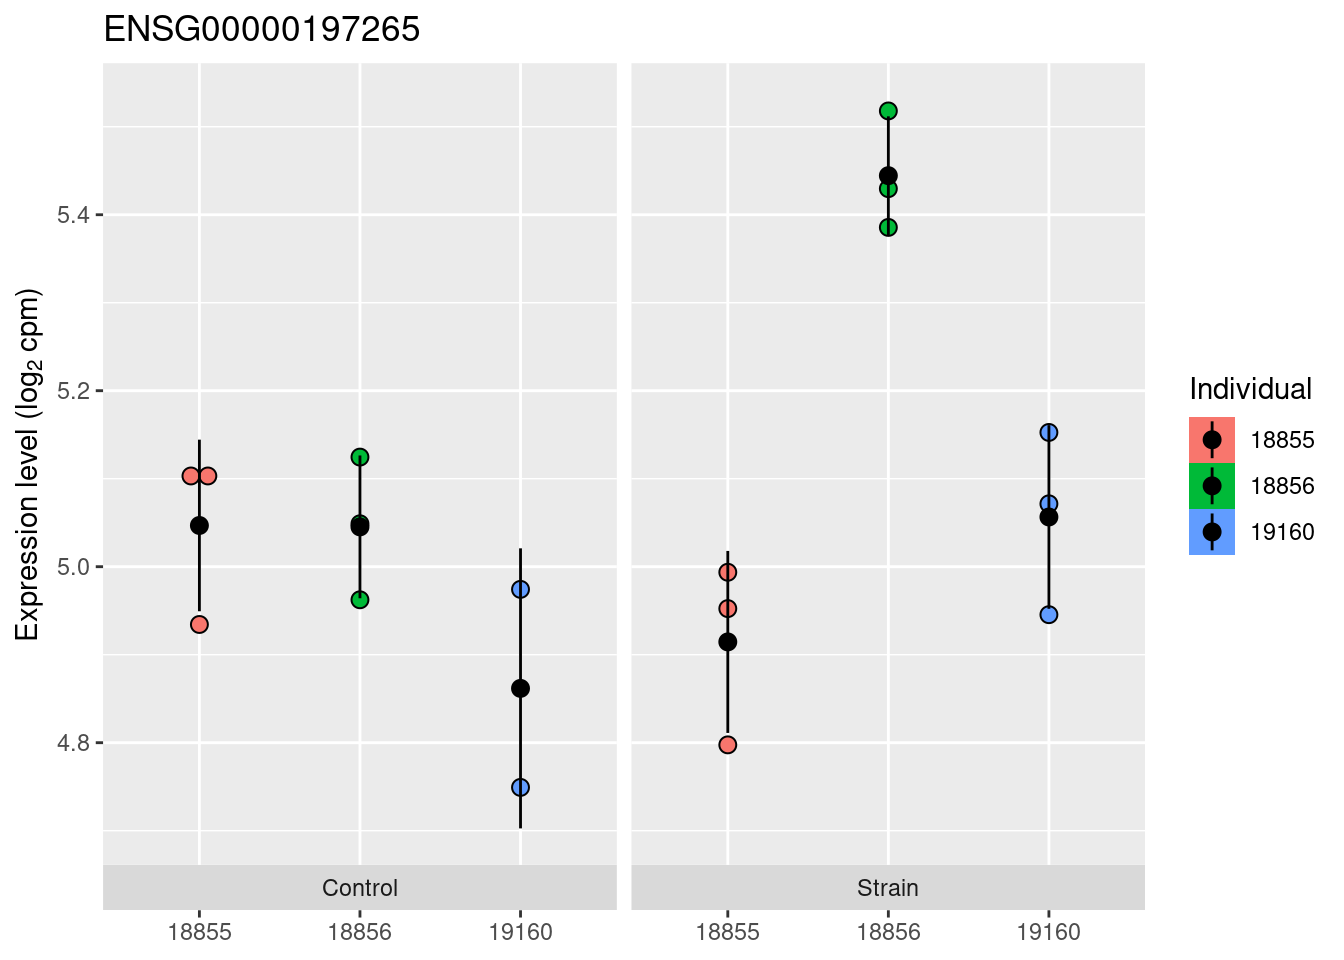 ENSG00000197265
Expression level (log₂ cpm)
5.4
5.2
5.0
4.8
Control
Strain
18855
18856
19160
18855
18856
19160
Individual
18855
18856
19160